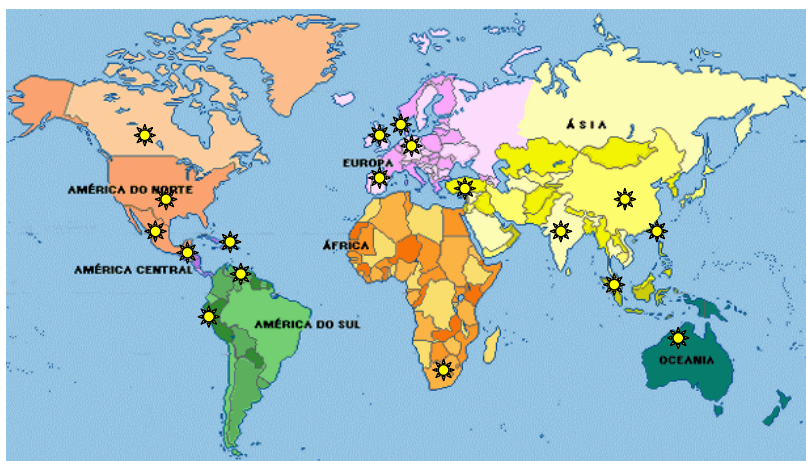 ÁSIA
EUROPA
AMÉRICA DO NORTE
ÁFRICA
AMÉRICA CENTRAL
AMÉRICA DO SUL
OCEANIA